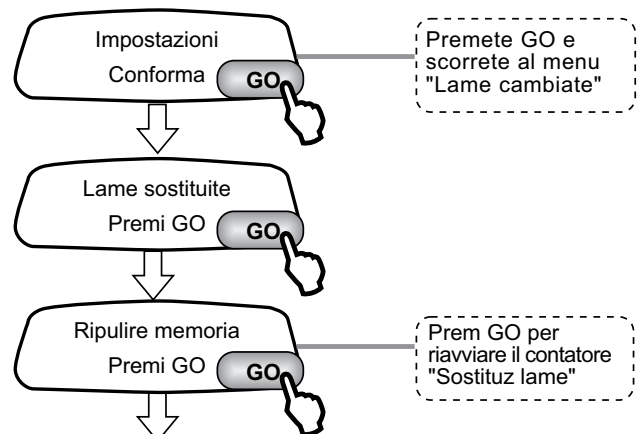 Impostazioni
Conforma GO
Premete GO e
scorrete al menu
"Lame cambiate"
Lame sostituite
Premi GO GO
Ripulire memoria
Premi GO GO
Prem GO per
riavviare il contatore
"Sostituz lame"